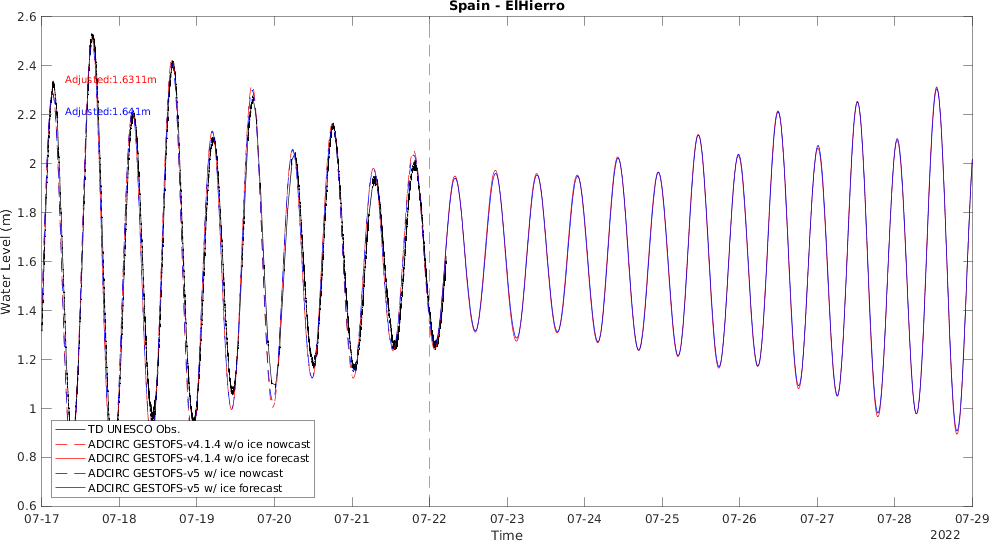 Spain - ElHierro
2.6
2.4
2.2
2
1.8
1.6
1.4
1.2
1
0.8
0.6
Water Level (m)
Adjusted:1.6311m
Adjusted:1.641m
TD UNESCO Obs.
ADCIRC GESTOFS-v4.1.4 w/o ice nowcast
ADCIRC GESTOFS-v4.1.4 w/o ice forecast
ADCIRC GESTOFS-v5 w/ ice nowcast
ADCIRC GESTOFS-v5 w/ ice forecast
07-17 07-18 07-19 07-20 07-21 07-22 07-23 07-24 07-25 07-26 07-27 07-28 07-29
Time
2022